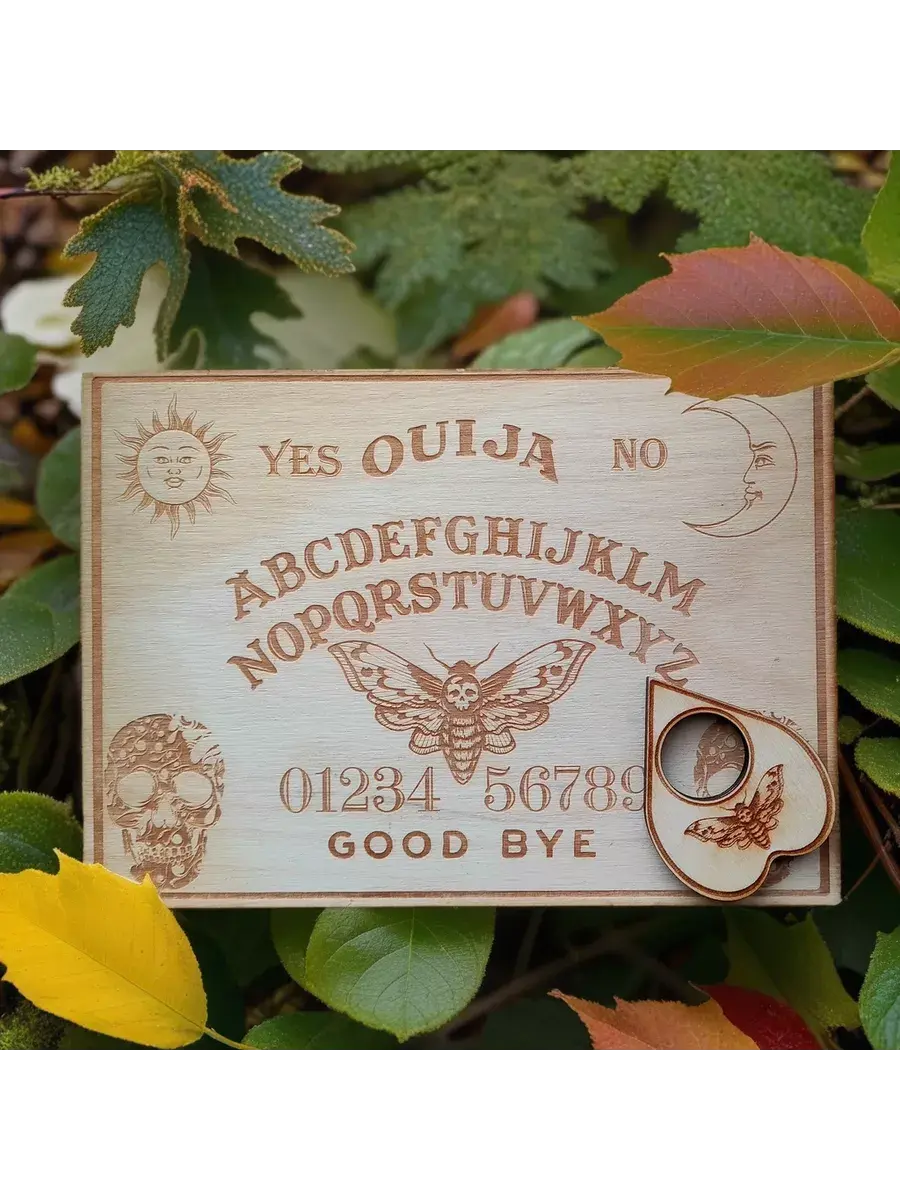 YES OUIJA NO
ABCDEFGHIJKLM
NOPQRSTUVWXYZ
01234 56789
GOOD BYE